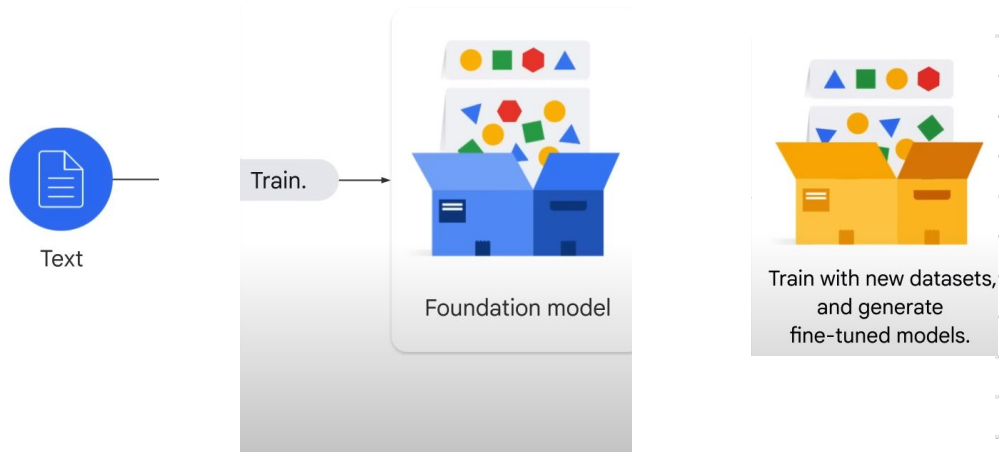 Text
Train.
Foundation model
Train with new datasets,
and generate
fine-tuned models.